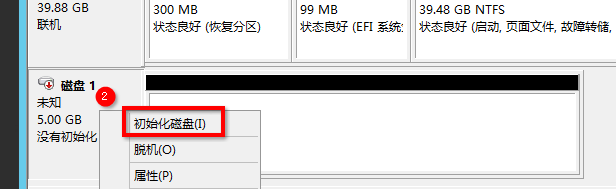 39.88 GB
联机
300 MB
状态良好 (恢复分区)
99 MB
状态良好 (EFI 系统分
39.48 GB NTFS
状态良好 (启动, 页面文件, 故障转储,
磁盘 1
未知
5.00 GB
没有初始化
2
初始化磁盘(I)
脱机(O)
属性(P)